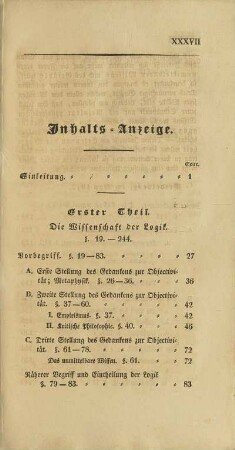 XXXVII
Inhalts-Anzeige.
Seite
Einleitung. 1
Erster Theil.
Die Wissenschaft der Logik.
§. 19. — 244.
Vorbegriff. §. 19—83. 27
A. Erste Stellung des Gedankens zur Objectivi-
tät; Metaphysik. §. 26—36. 36
B. Zweite Stellung des Gedankens zur Objectivi-
tät. §. 37—60. 42
I. Empirismus. §. 37. 42
II. Kritische Philosophie. §. 40. 46
C. Dritte Stellung des Gedankens zur Objectivi-
tät. §. 61—78. 72
Das unmittelbare Wissen. §. 61. 72
Näherer Begriff und Eintheilung der Logik
§. 79 — 83. 83